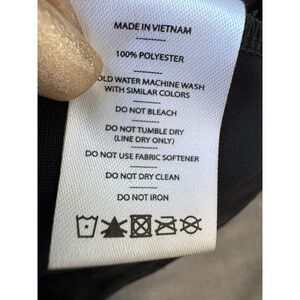 MADE IN VIETNAM
100% POLYESTER
OLD WATER MACHINE WASH
WITH SIMILAR COLORS
DO NOT BLEACH
DO NOT TUMBLE DRY
(LINE DRY ONLY)
DO NOT USE FABRIC SOFTENER
DO NOT DRY CLEAN
DO NOT IRON